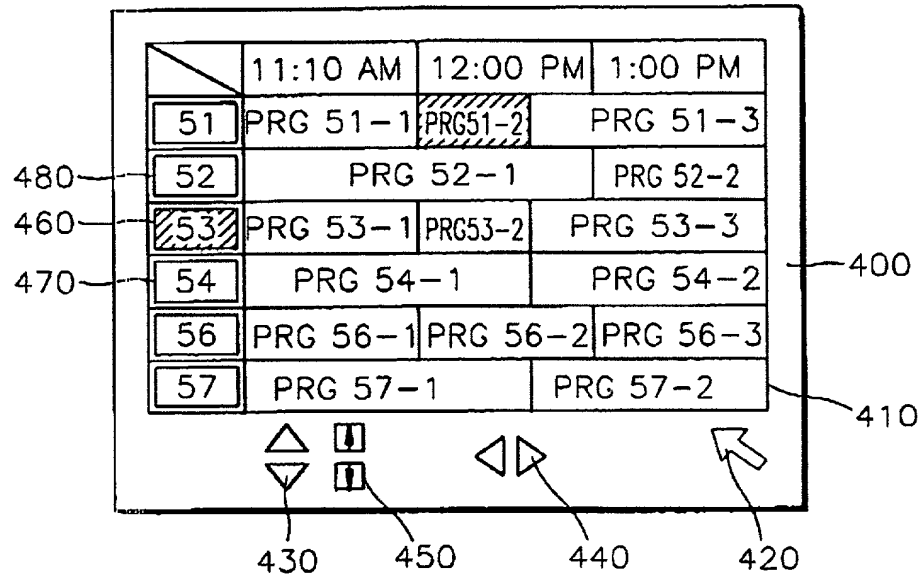 11:10 AM 12:00 PM 1:00 PM
51 PRG 51-1 PRG51-2 PRG 51-3
480 52 PRG 52-1 PRG 52-2
460 53 PRG 53-1 PRG53-2 PRG 53-3
470 54 PRG 54-1 PRG 54-2 400
56 PRG 56-1 PRG 56-2 PRG 56-3
57 PRG 57-1 PRG 57-2
410
430 450 440 420